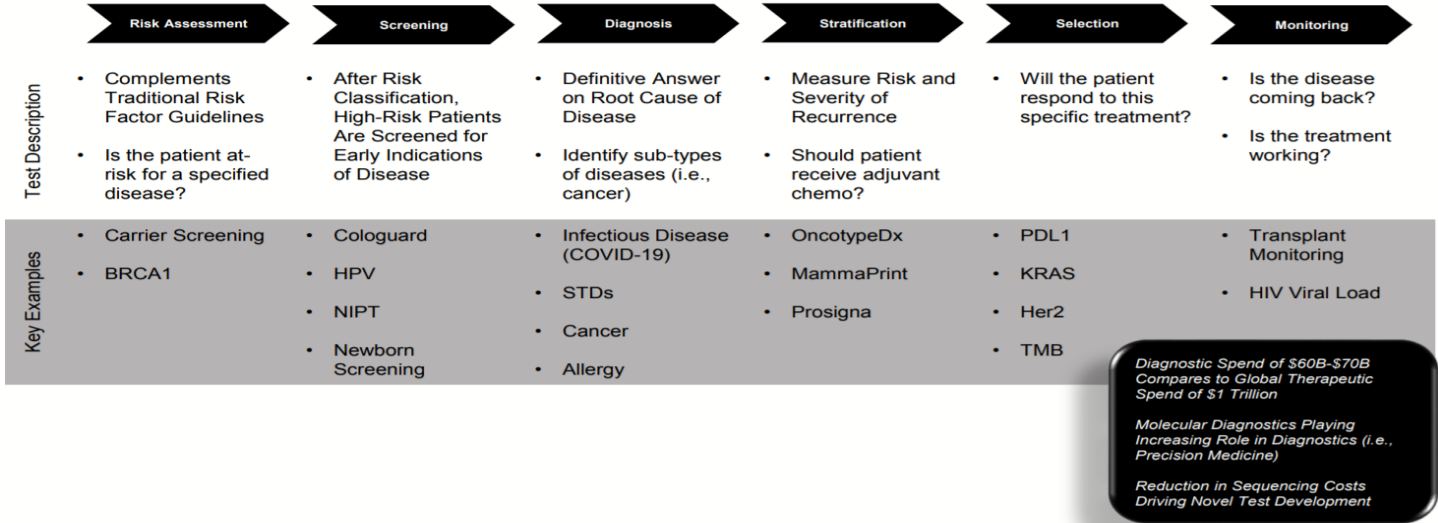 Risk Assessment
Screening
Diagnosis
Stratification
Selection
Monitoring
Test Description
• Complements
Traditional Risk
Factor Guidelines
• Is the patient at-
risk for a specified
disease?
• After Risk
Classification,
High-Risk Patients
Are Screened for
Early Indications
of Disease
• Definitive Answer
on Root Cause of
Disease
• Identify sub-types
of diseases (i.e.,
cancer)
• Measure Risk and
Severity of
Recurrence
• Should patient
receive adjuvant
chemo?
• Will the patient
respond to this
specific treatment?
• Is the disease
coming back?
• Is the treatment
working?
Key Examples
• Carrier Screening
• BRCA1
• Cologuard
• HPV
• NIPT
• Newborn
Screening
• Infectious Disease
(COVID-19)
• STDs
• Cancer
• Allergy
• OncotypeDx
• MammaPrint
• Prosigna
• PDL1
• KRAS
• Her2
• TMB
• Transplant
Monitoring
• HIV Viral Load
Diagnostic Spend of $60B-$70B
Compares to Global Therapeutic
Spend of $1 Trillion
Molecular Diagnostics Playing
Increasing Role in Diagnostics (i.e.,
Precision Medicine)
Reduction in Sequencing Costs
Driving Novel Test Development